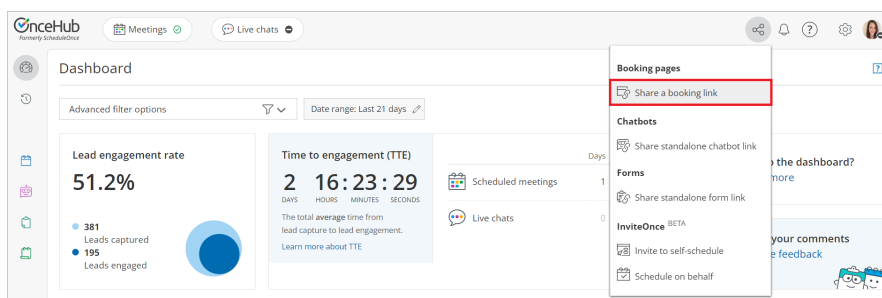 OnceHub
Formerly ScheduleOnce
Meetings
Live chats
Dashboard
Advanced filter options
Date range: Last 21 days
Lead engagement rate
51.2%
381
Leads captured
195
Leads engaged
Time to engagement (TTE)
2 16 : 23 : 29
DAYS HOURS MINUTES SECONDS
The total average time from
lead capture to lead engagement.
Learn more about TTE
Days
Scheduled meetings 1
Live chats 0
Booking pages
Share a booking link
Chatbots
Share standalone chatbot link
Forms
Share standalone form link
InviteOnce BETA
Invite to self-schedule
Schedule on behalf
?
?
the dashboard?
more
your comments
feedback